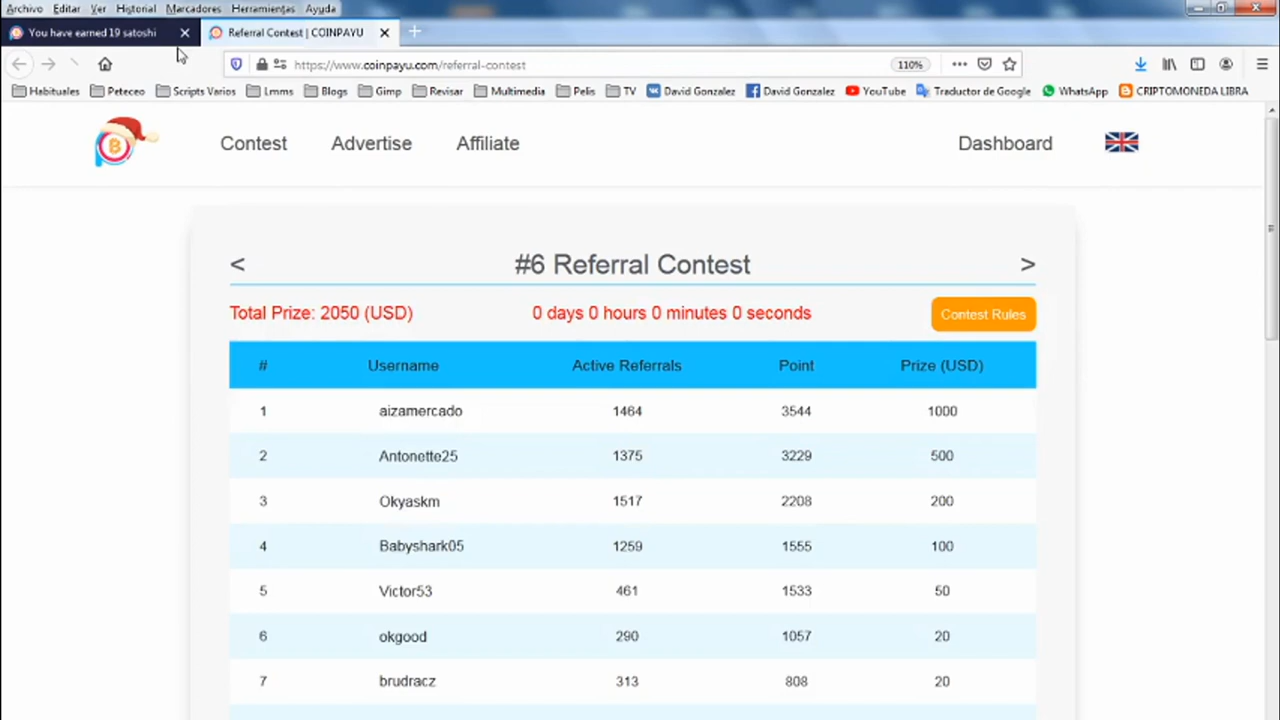 Archivo Editar Ver Historial Marcadores Herramientas Ayuda
You have earned 19 satoshi
Referral Contest | COINPAYU
https://www.coinpayu.com/referral-contest
110%
Habituales Peteceo Scripts Varios Lmms Blogs Gimp Revisar Multimedia Pelis TV David Gonzalez David Gonzalez YouTube Traductor de Google WhatsApp CRIPTOMONEDA LIBRA
Contest Advertise Affiliate Dashboard
< #6 Referral Contest >
Total Prize: 2050 (USD) 0 days 0 hours 0 minutes 0 seconds Contest Rules
# Username Active Referrals Point Prize (USD)
1 aizamercado 1464 3544 1000
2 Antonette25 1375 3229 500
3 Okyaskm 1517 2208 200
4 Babyshark05 1259 1555 100
5 Victor53 461 1533 50
6 okgood 290 1057 20
7 brudracz 313 808 20